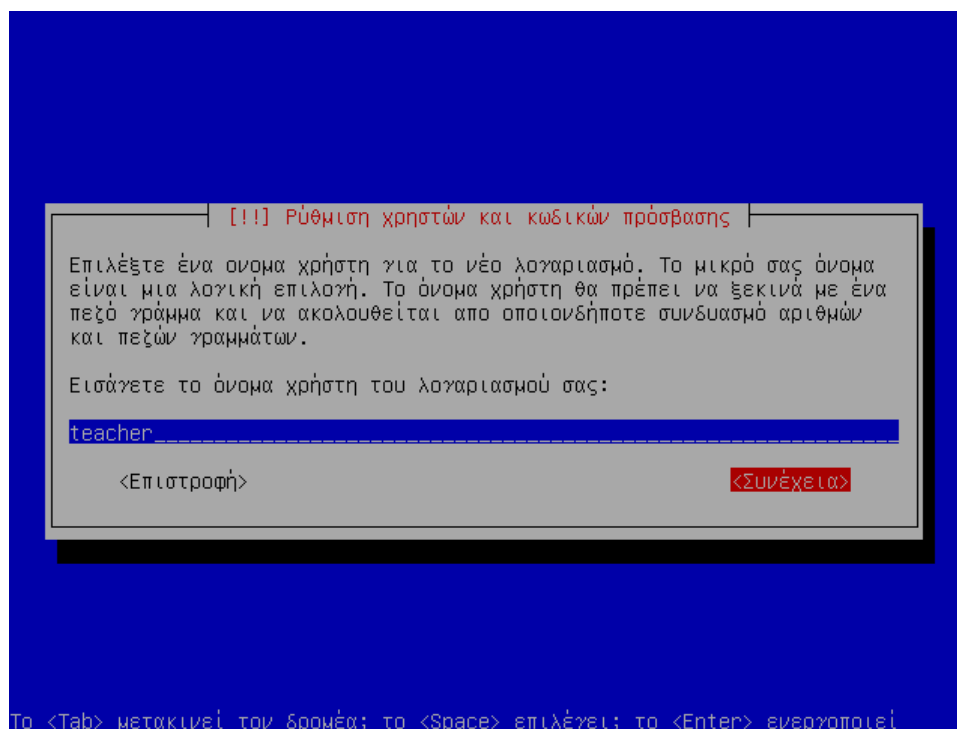 [!!] Ρύθμιση χρηστών και κωδικών πρόσβασης
Επιλέξτε ένα ονομα χρήστη για το νέο λογαριασμό. Το μικρό σας όνομα
είναι μια λογική επιλογή. Το όνομα χρήστη θα πρέπει να ξεκινά με ένα
πεζό γράμμα και να ακολουθείται απο οποιονδήποτε συνδυασμό αριθμών
και πεζών γραμμάτων.
Εισάγετε το όνομα χρήστη του λογαριασμού σας:
teacher
<Επιστροφή> <Συνέχεια>
Το <Tab> μετακινεί τον δρομέα; το <Space> επιλέγει; το <Enter> ενεργοποιεί